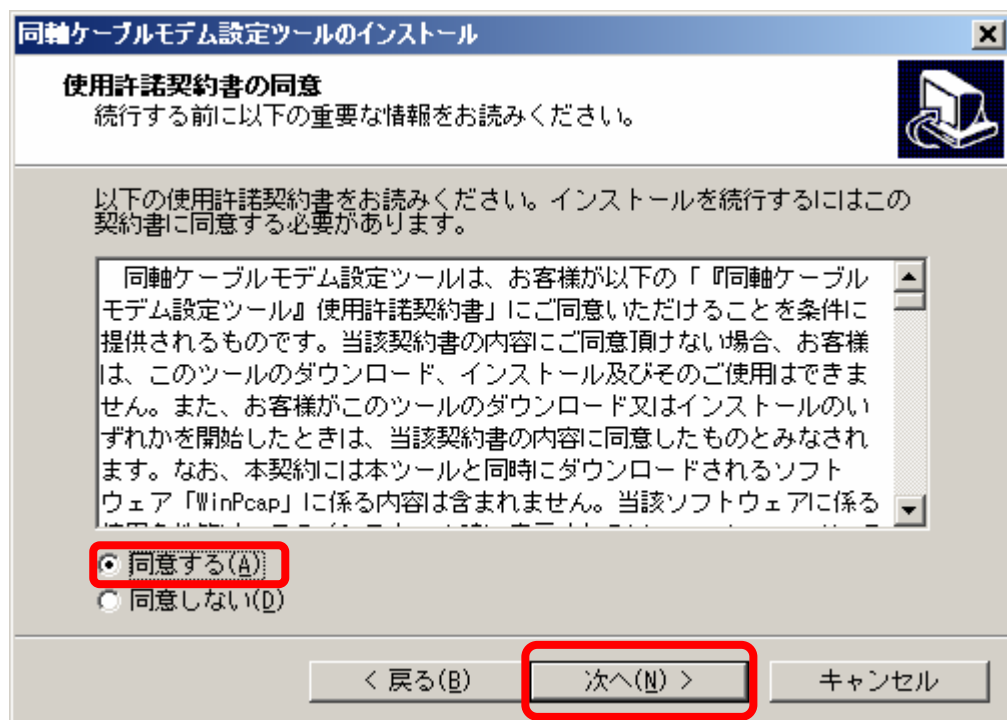 同軸ケーブルモデム設定ツールのインストール
使用許諾契約書の同意
続行する前に以下の重要な情報をお読みください。
以下の使用許諾契約書をお読みください。インストールを続行するにはこの
契約書に同意する必要があります。
同軸ケーブルモデム設定ツールは、お客様が以下の「『同軸ケーブル
モデム設定ツール』使用許諾契約書」にご同意いただけることを条件に
提供されるものです。当該契約書の内容にご同意頂けない場合、お客様
は、このツールのダウンロード、インストール及びそのご使用はできま
せん。また、お客様がこのツールのダウンロード又はインストールのい
ずれかを開始したときは、当該契約書の内容に同意したものとみなされ
ます。なお、本契約には本ツールと同時にダウンロードされるソフト
ウェア「WinPcap」に係る内容は含まれません。当該ソフトウェアに係る
同意する(A)
同意しない(D)
< 戻る(B)
次へ(N) >
キャンセル